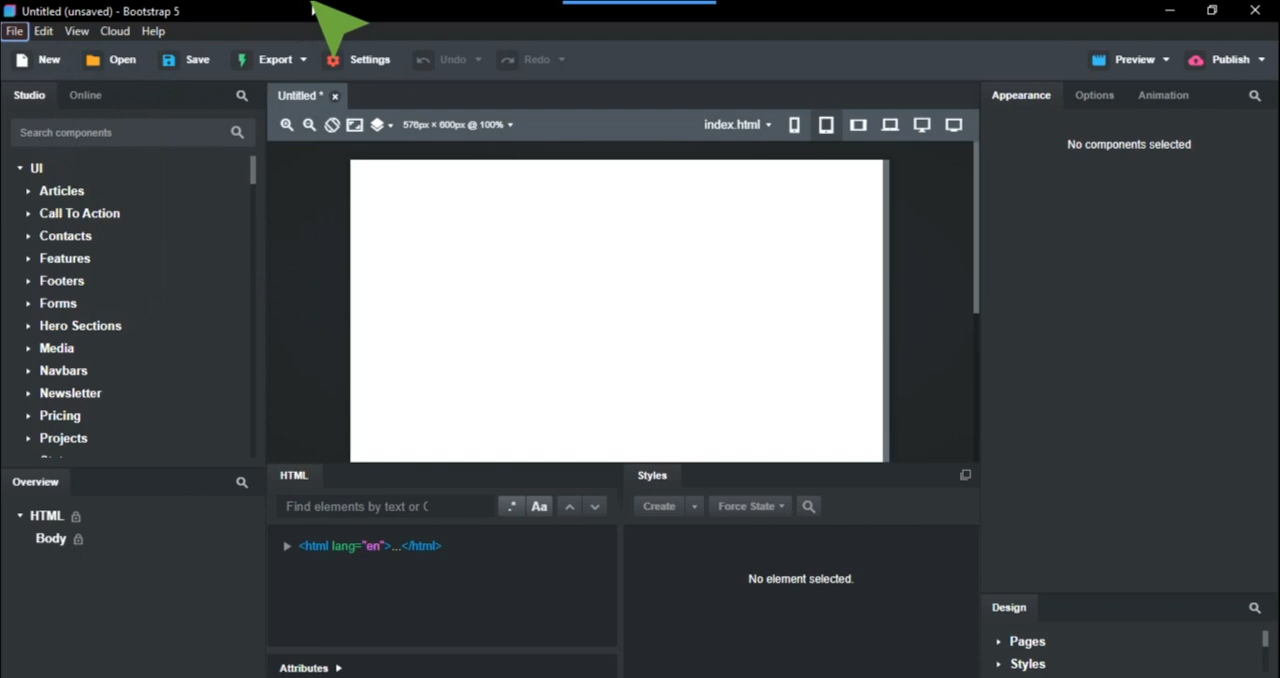 Untitled (unsaved) - Bootstrap 5
File Edit View Cloud Help
New Open Save Export Settings Undo Redo Preview Publish
Studio Online
Untitled *
Appearance Options Animation
Search components
576px × 600px @ 100%
index.html
No components selected
UI
Articles
Call To Action
Contacts
Features
Footers
Forms
Hero Sections
Media
Navbars
Newsletter
Pricing
Projects
Overview
HTML
Body
HTML
Find elements by text or C
.* Aa
<html lang="en">...</html>
Attributes
Styles
Create Force State
No element selected.
Design
Pages
Styles